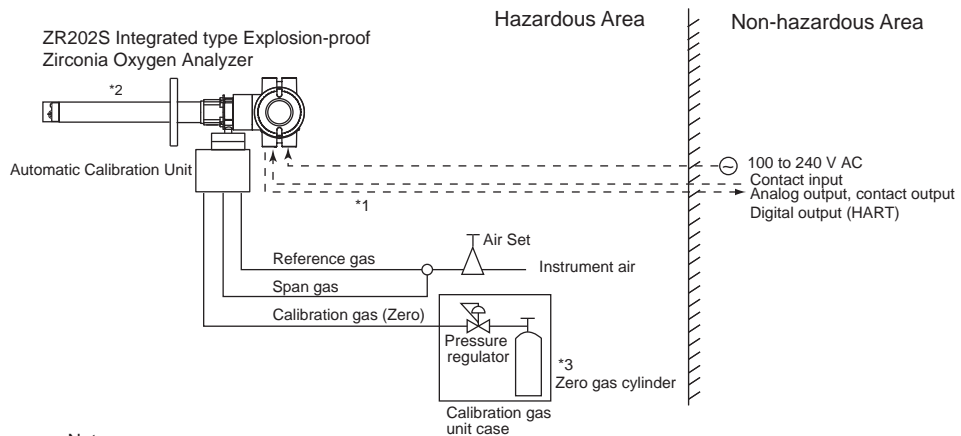 Hazardous Area
Non-hazardous Area
ZR202S Integrated type Explosion-proof
Zirconia Oxygen Analyzer
*2
Automatic Calibration Unit
100 to 240 V AC
Contact input
Analog output, contact output
Digital output (HART)
*1
Air Set
Reference gas
Instrument air
Span gas
Calibration gas (Zero)
Pressure
regulator
*3
Zero gas cylinder
Calibration gas
unit case